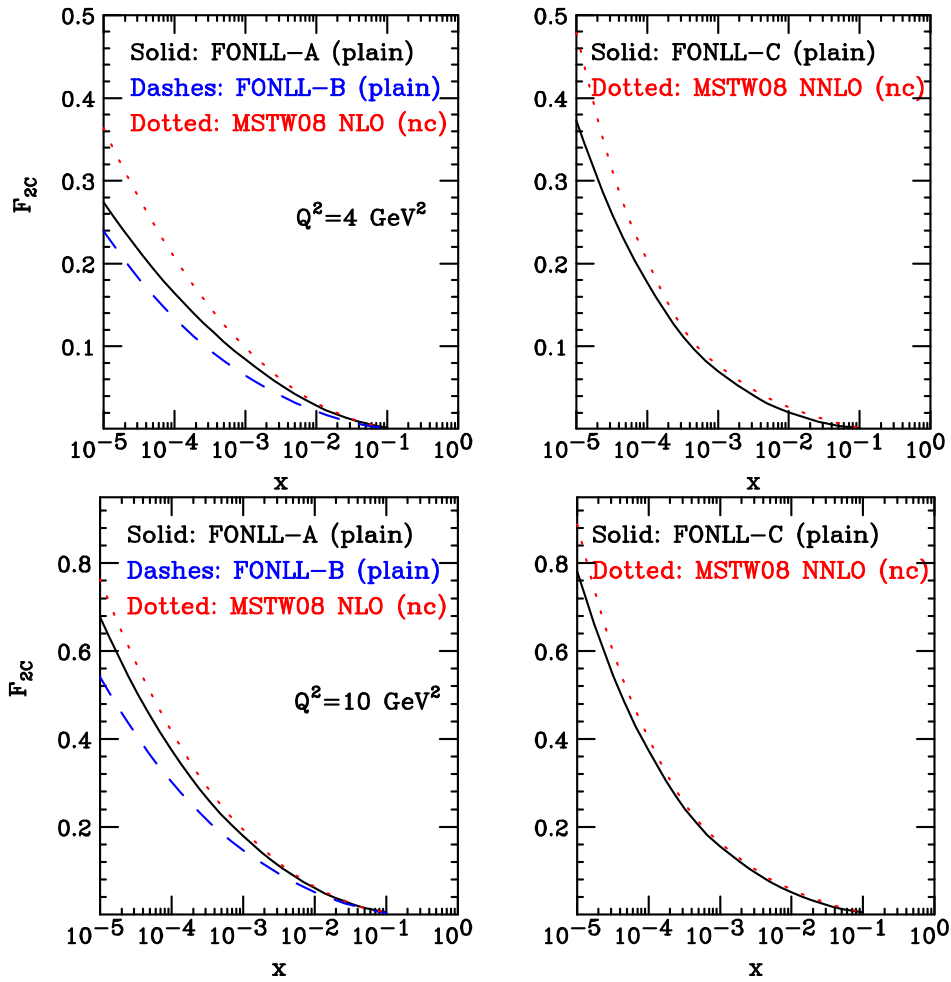 Solid: FONLL−A (plain)
Dashes: FONLL−B (plain)
Dotted: MSTW08 NLO (nc)
Q²=4 GeV²
F₂C
0.5
0.4
0.3
0.2
0.1
10⁻⁵ 10⁻⁴ 10⁻³ 10⁻² 10⁻¹ 10⁰
x
Solid: FONLL−C (plain)
Dotted: MSTW08 NNLO (nc)
0.5
0.4
0.3
0.2
0.1
10⁻⁵ 10⁻⁴ 10⁻³ 10⁻² 10⁻¹ 10⁰
x
Solid: FONLL−A (plain)
Dashes: FONLL−B (plain)
Dotted: MSTW08 NLO (nc)
Q²=10 GeV²
F₂C
0.8
0.6
0.4
0.2
10⁻⁵ 10⁻⁴ 10⁻³ 10⁻² 10⁻¹ 10⁰
x
Solid: FONLL−C (plain)
Dotted: MSTW08 NNLO (nc)
0.8
0.6
0.4
0.2
10⁻⁵ 10⁻⁴ 10⁻³ 10⁻² 10⁻¹ 10⁰
x